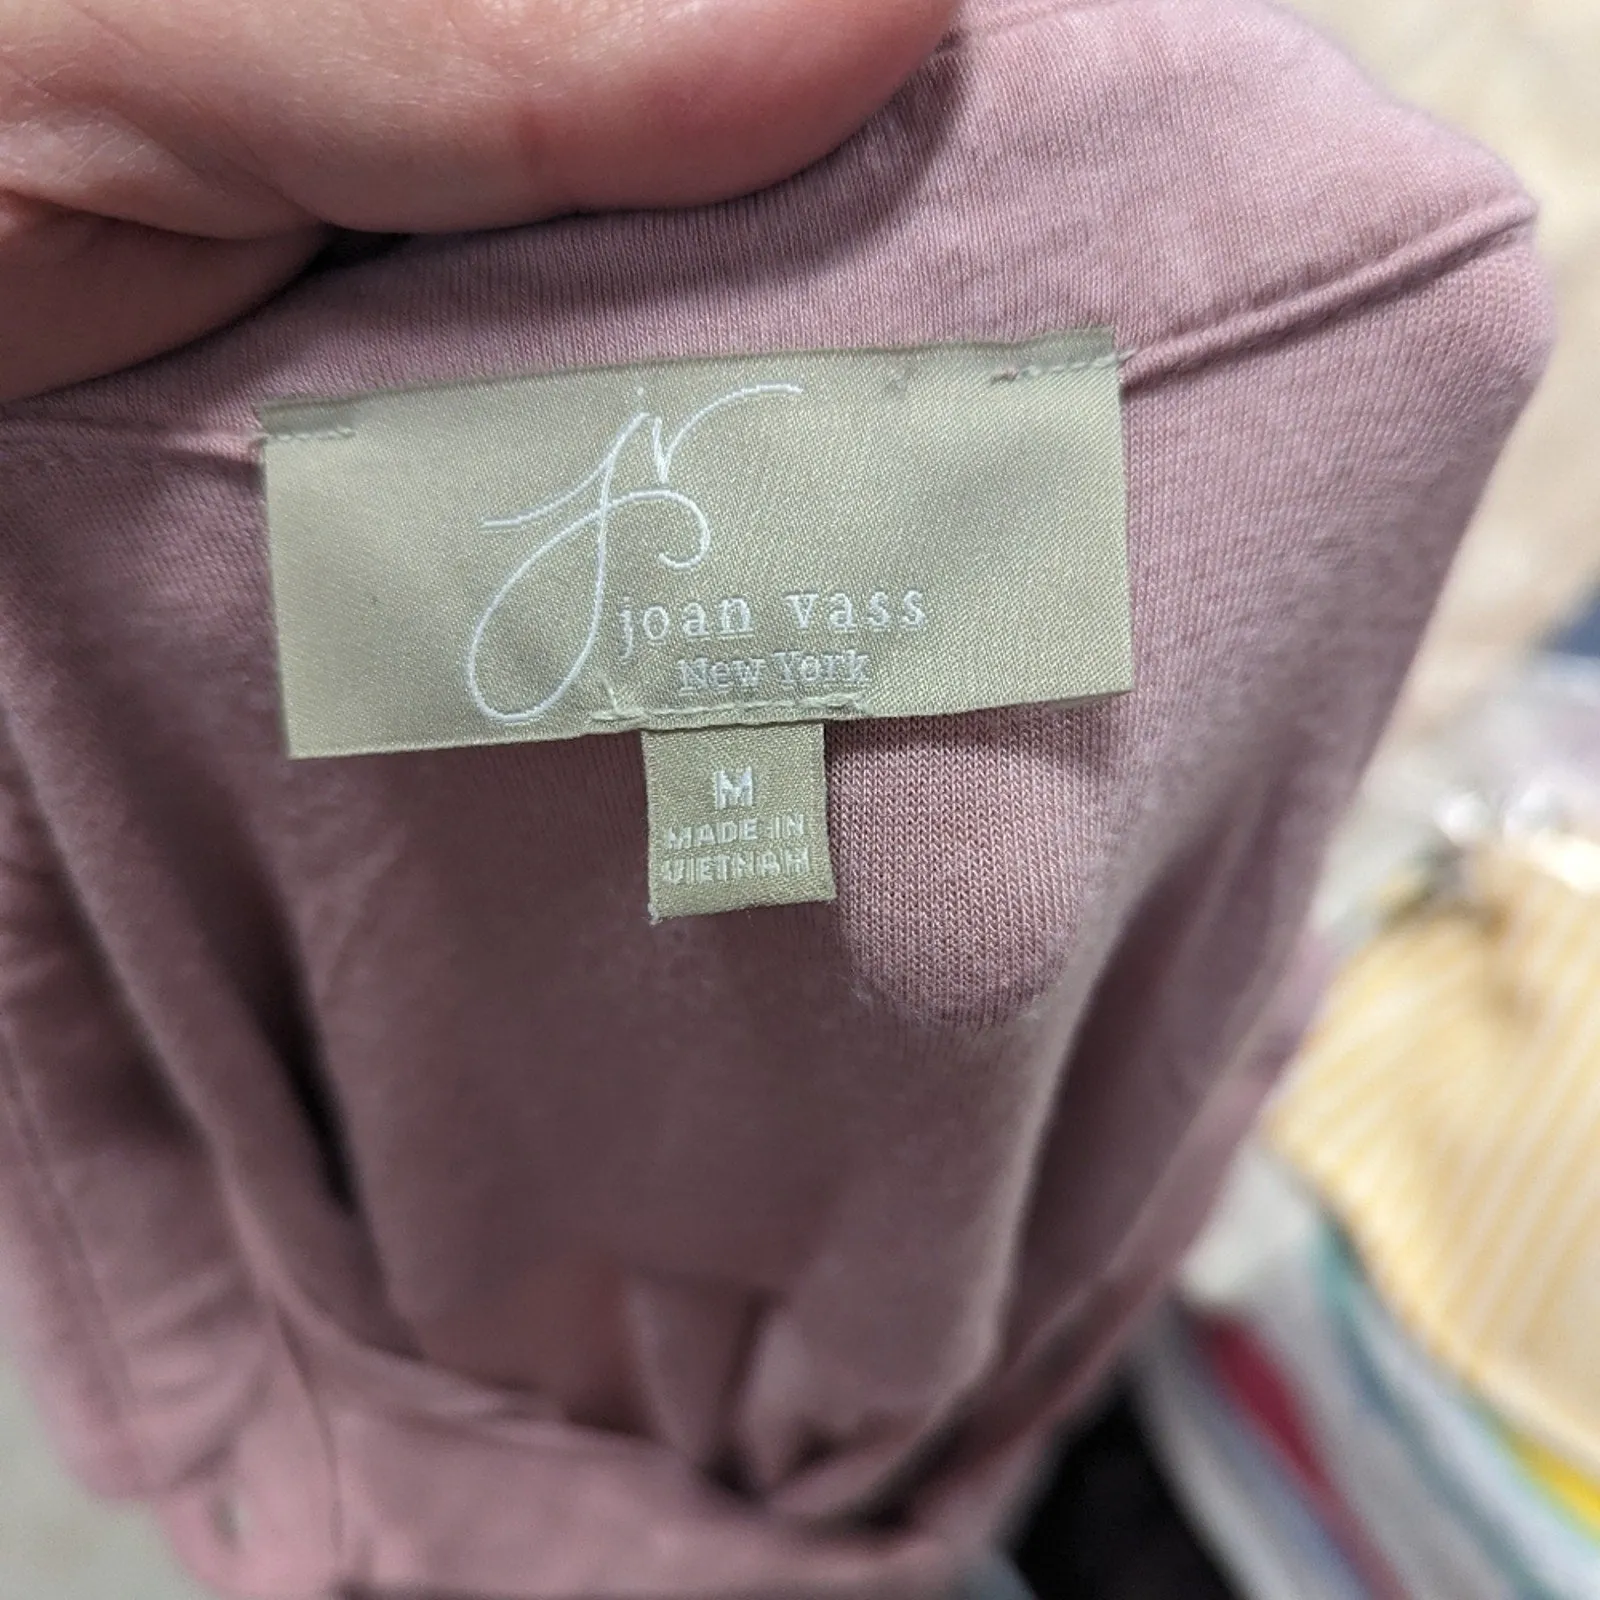 jv
joan vass
New York
M
MADE IN
VIETNAM